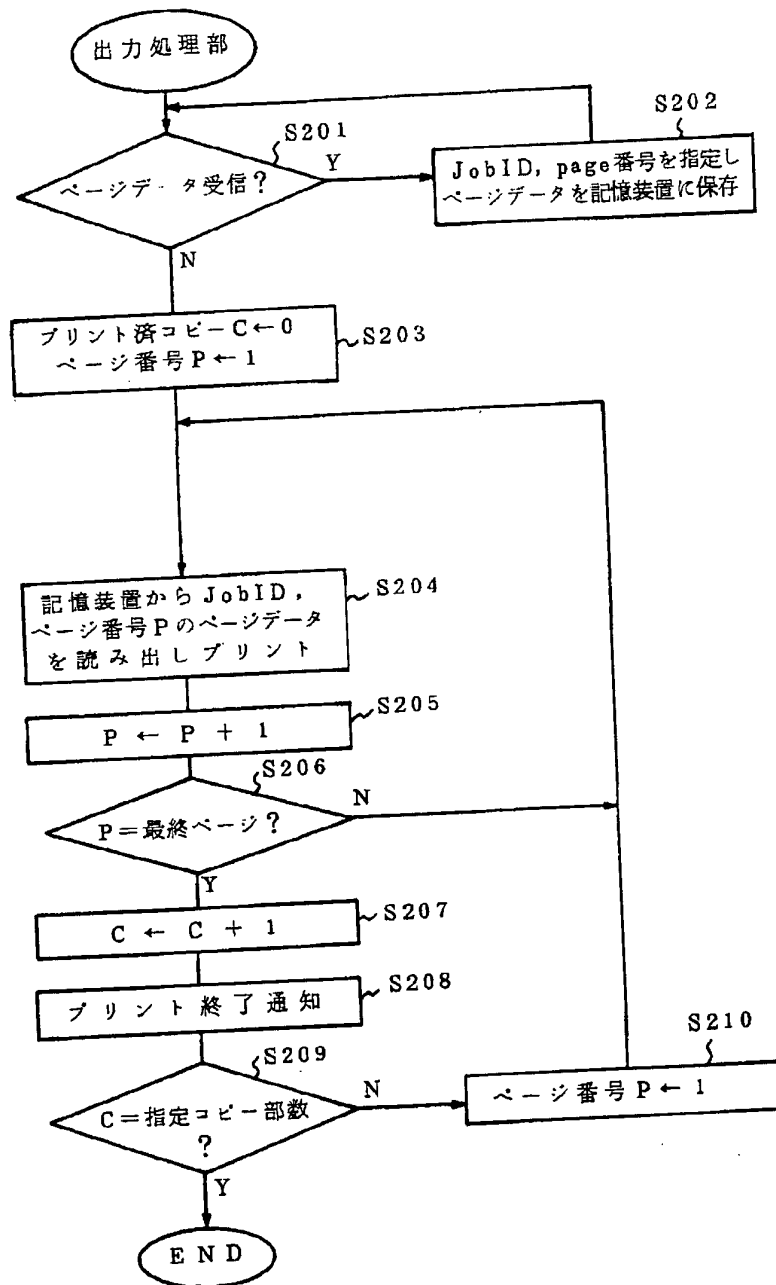 出力処理部
S201
ページデータ受信?
Y
N
S202
JobID, page番号を指定し
ページデータを記憶装置に保存
プリント済コピーC←0
ページ番号P←1
S203
記憶装置からJobID,
ページ番号Pのページデータ
を読み出しプリント
S204
P ← P + 1
S205
S206
P=最終ページ?
N
Y
C ← C + 1
S207
プリント終了通知
S208
S209
C=指定コピー部数
?
N
Y
S210
ページ番号P←1
END